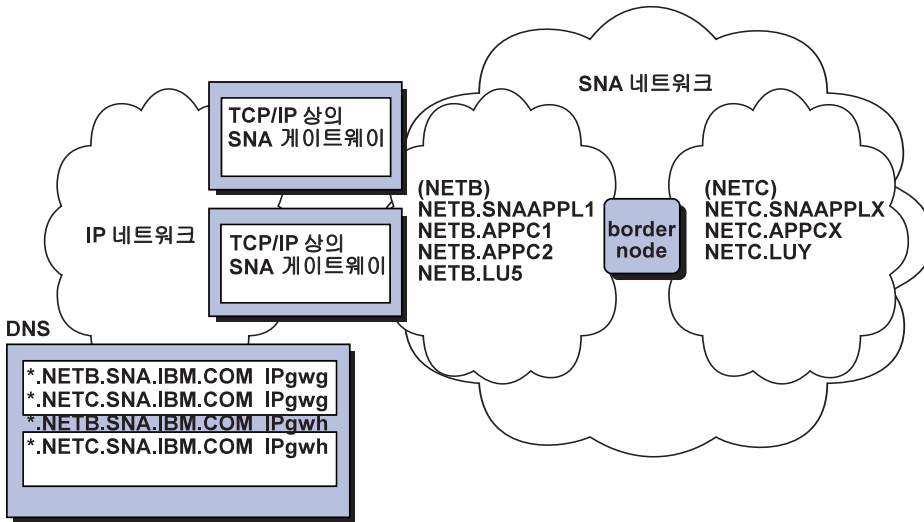 SNA 네트워크
TCP/IP 상의
SNA 게이트웨이
IP 네트워크
TCP/IP 상의
SNA 게이트웨이
(NETB)
NETB.SNAAPPL1
NETB.APPC1
NETB.APPC2
NETB.LU5
border
node
(NETC)
NETC.SNAAPPLX
NETC.APPCX
NETC.LUY
DNS
*.NETB.SNA.IBM.COM IPgwg
*.NETC.SNA.IBM.COM IPgwg
*.NETB.SNA.IBM.COM IPgwh
*.NETC.SNA.IBM.COM IPgwh